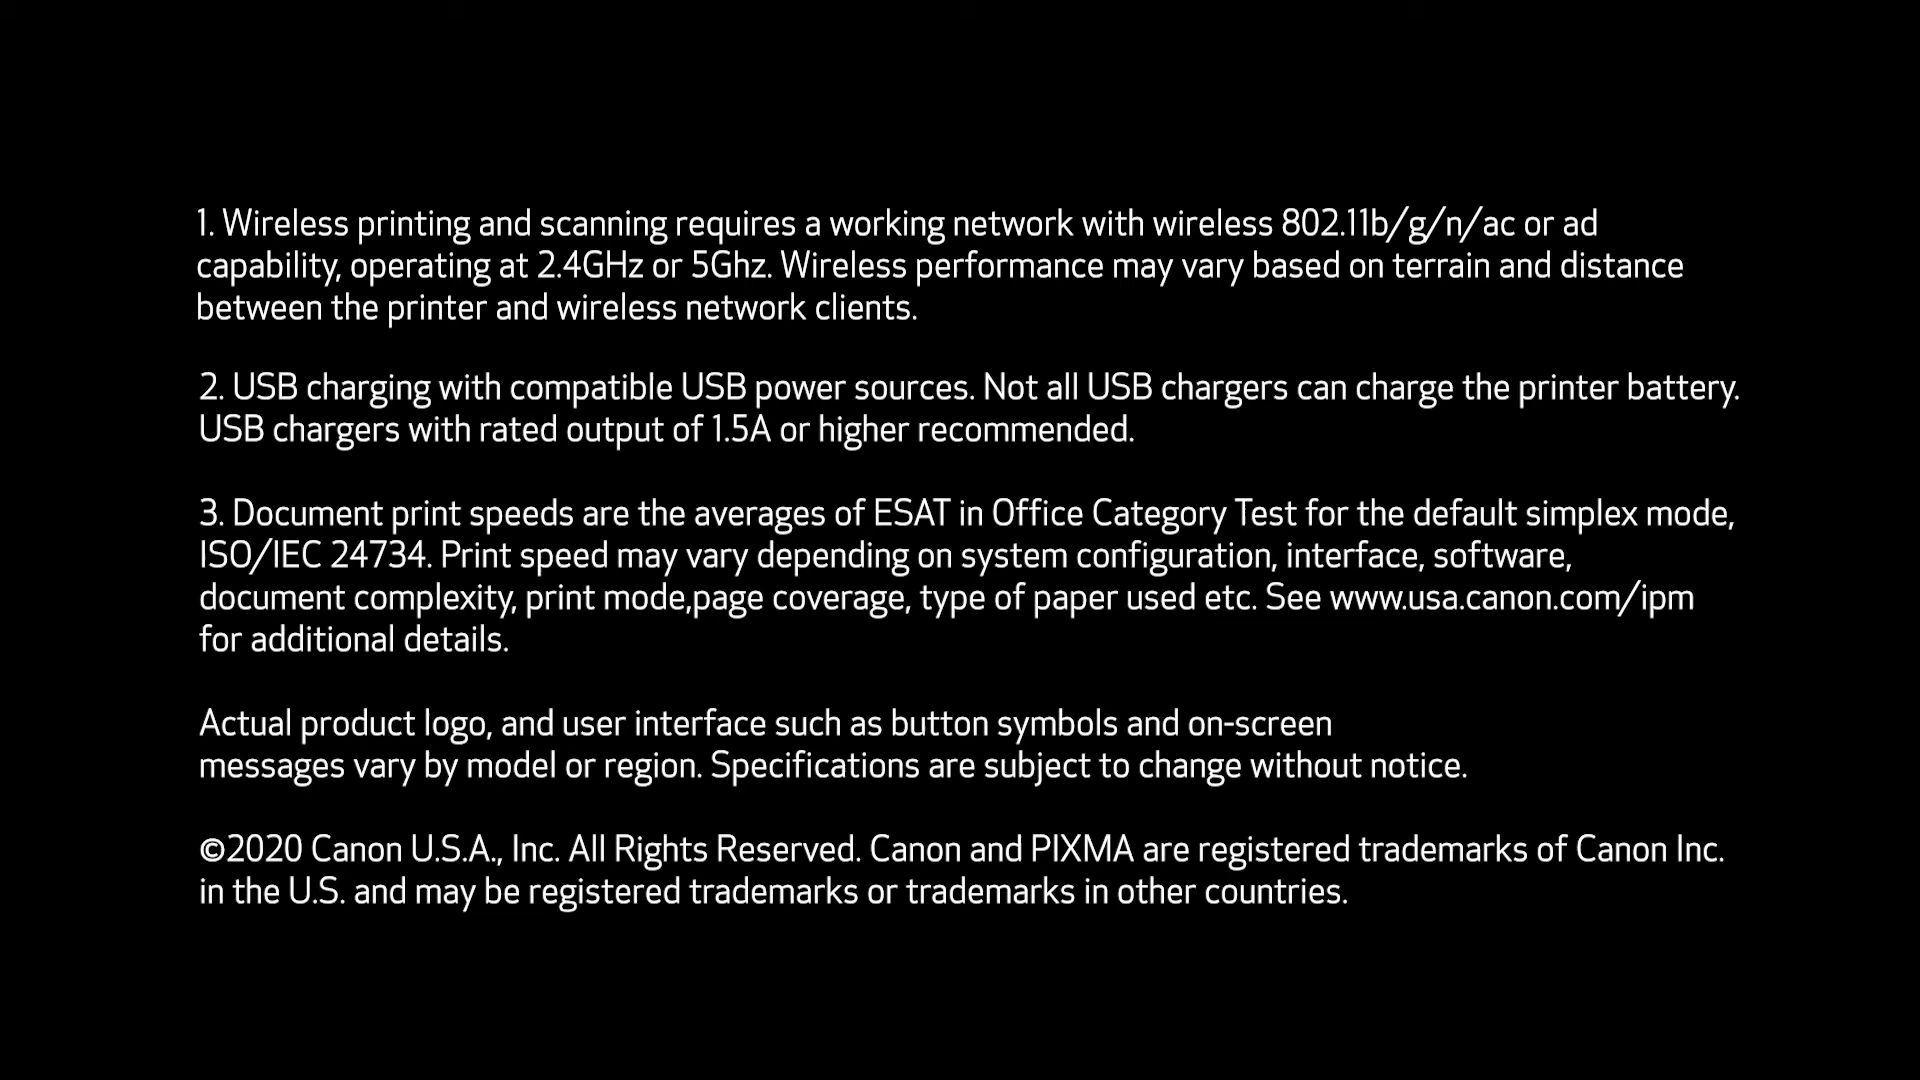 1. Wireless printing and scanning requires a working network with wireless 802.11b/g/n/ac or ad
capability, operating at 2.4GHz or 5Ghz. Wireless performance may vary based on terrain and distance
between the printer and wireless network clients.
2. USB charging with compatible USB power sources. Not all USB chargers can charge the printer battery.
USB chargers with rated output of 1.5A or higher recommended.
3. Document print speeds are the averages of ESAT in Office Category Test for the default simplex mode,
ISO/IEC 24734. Print speed may vary depending on system configuration, interface, software,
document complexity, print mode,page coverage, type of paper used etc. See www.usa.canon.com/ipm
for additional details.
Actual product logo, and user interface such as button symbols and on-screen
messages vary by model or region. Specifications are subject to change without notice.
©2020 Canon U.S.A., Inc. All Rights Reserved. Canon and PIXMA are registered trademarks of Canon Inc.
in the U.S. and may be registered trademarks or trademarks in other countries.